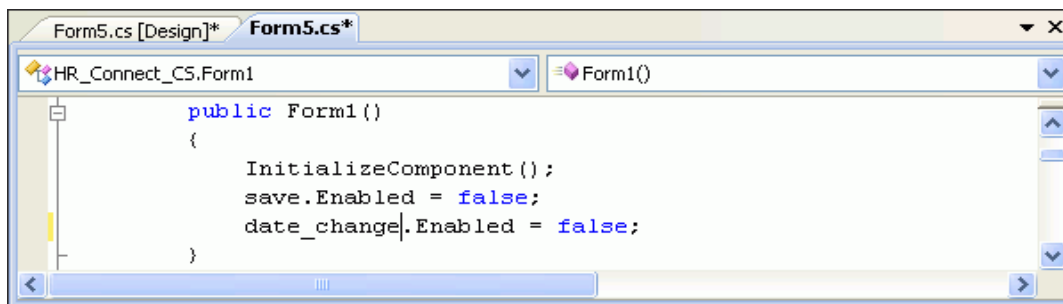 Form5.cs [Design]* Form5.cs*
HR_Connect_CS.Form1 Form1()
public Form1()
{
InitializeComponent();
save.Enabled = false;
date_change.Enabled = false;
}